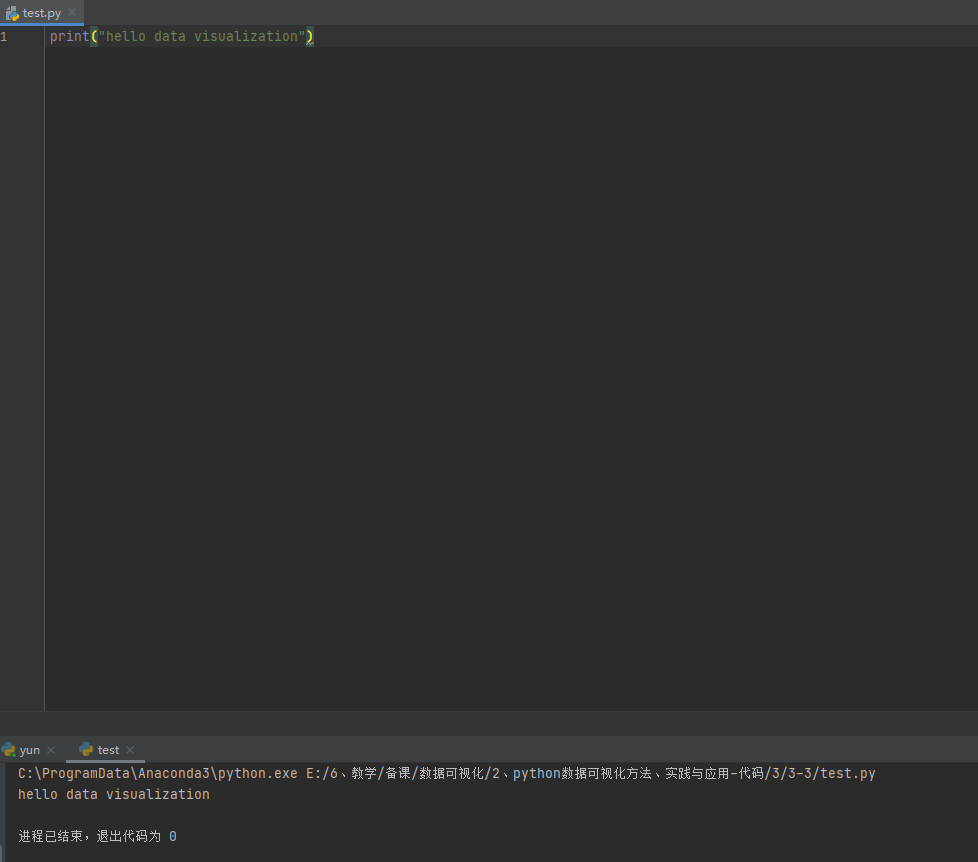 test.py
1 print("hello data visualization")
yun test
C:\ProgramData\Anaconda3\python.exe E:/6、教学/备课/数据可视化/2、python数据可视化方法、实践与应用-代码/3/3-3/test.py
hello data visualization
进程已结束，退出代码为 0